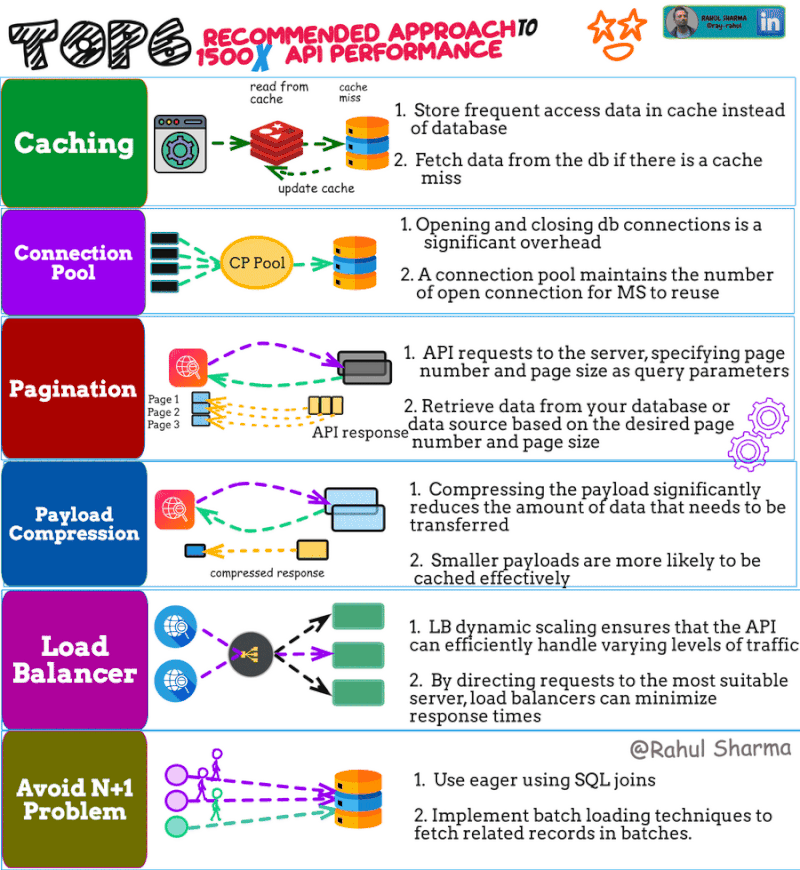 TOP6 RECOMMENDED APPROACH TO
1500X API PERFORMANCE
RAHUL SHARMA
in
Caching
read from
cache
cache
miss
update cache
1. Store frequent access data in cache instead
of database
2. Fetch data from the db if there is a cache
miss
Connection
Pool
CP Pool
1. Opening and closing db connections is a
significant overhead
2. A connection pool maintains the number
of open connection for MS to reuse
Pagination
Page 1
Page 2
Page 3
API response
1. API requests to the server, specifying page
number and page size as query parameters
2. Retrieve data from your database or
data source based on the desired page
number and page size
Payload
Compression
compressed response
1. Compressing the payload significantly
reduces the amount of data that needs to be
transferred
2. Smaller payloads are more likely to be
cached effectively
Load
Balancer
1. LB dynamic scaling ensures that the API
can efficiently handle varying levels of traffic
2. By directing requests to the most suitable
server, load balancers can minimize
response times
@Rahul Sharma
Avoid N+1
Problem
1. Use eager using SQL joins
2. Implement batch loading techniques to
fetch related records in batches.